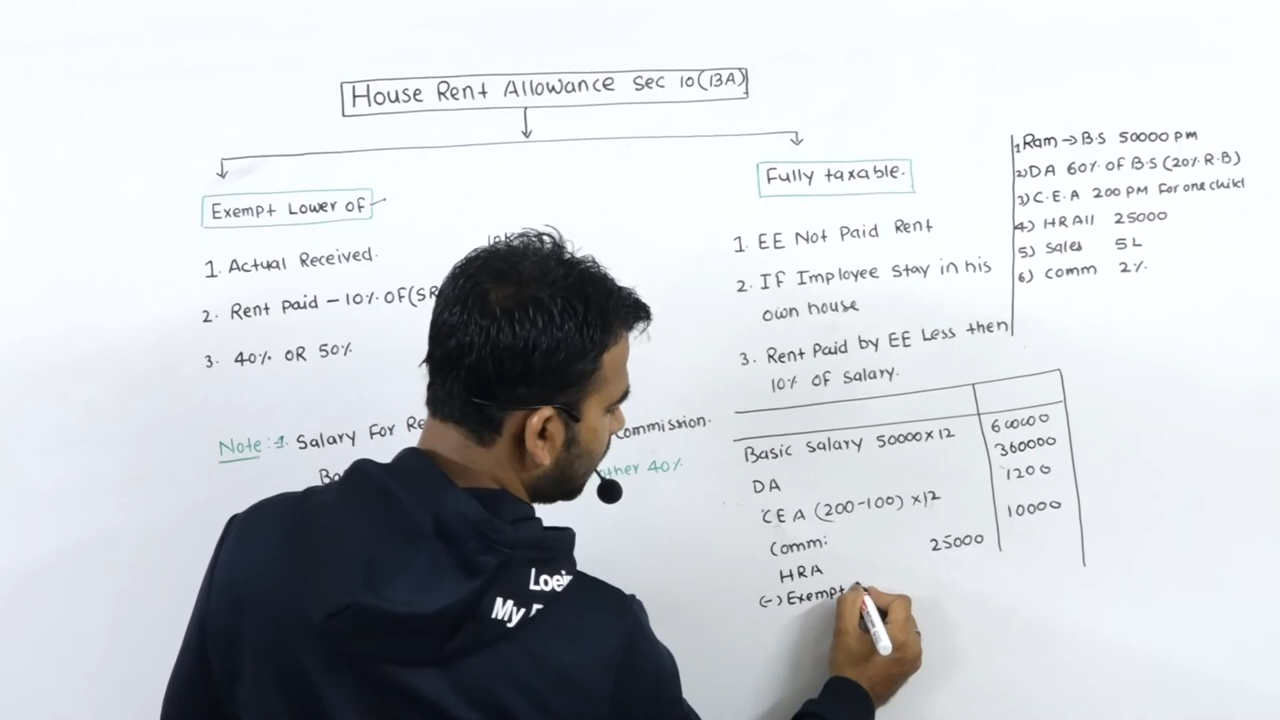 House Rent Allowance sec 10(13A)
Exempt Lower of
1. Actual Received.
2. Rent paid - 10% OF(SR
3. 40% OR 50%
Note :-1. Salary For Re
Commission.
other 40%
Fully taxable.
1. EE Not Paid Rent
2. If Imployee stay in his
own house
3. Rent Paid by EE Less then
10% OF Salary.
1) Ram → B.S 50000 PM
2) DA 60% OF B.S (20% R.B)
3) C.E.A 200 PM For one child
4) HRAll 25000
5) Sales 5L
6) Comm 2%
Basic Salary 50000×12 600000
DA 360000
CEA (200-100) ×12 1200
Commi 10000
HRA 25000
(-) Exempt
My